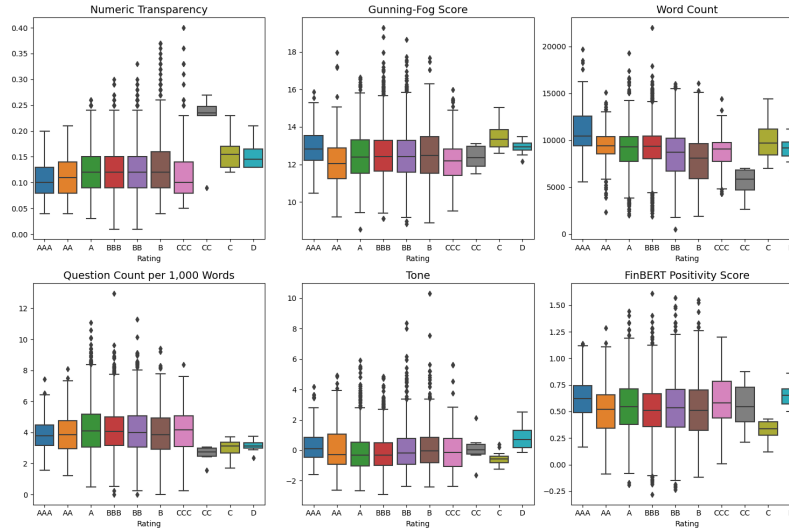 Numeric Transparency
0.40
0.35
0.30
0.25
0.20
0.15
0.10
0.05
0.00
AAA AA A BBB BB B CCC CC C D
Rating
Gunning-Fog Score
18
16
14
12
10
AAA AA A BBB BB B CCC CC C D
Rating
Word Count
20000
15000
10000
5000
0
AAA AA A BBB BB B CCC CC C D
Rating
Question Count per 1,000 Words
12
10
8
6
4
2
0
AAA AA A BBB BB B CCC CC C D
Rating
Tone
10
8
6
4
2
0
−2
AAA AA A BBB BB B CCC CC C D
Rating
FinBERT Positivity Score
1.50
1.25
1.00
0.75
0.50
0.25
0.00
−0.25
AAA AA A BBB BB B CCC CC C
Rating